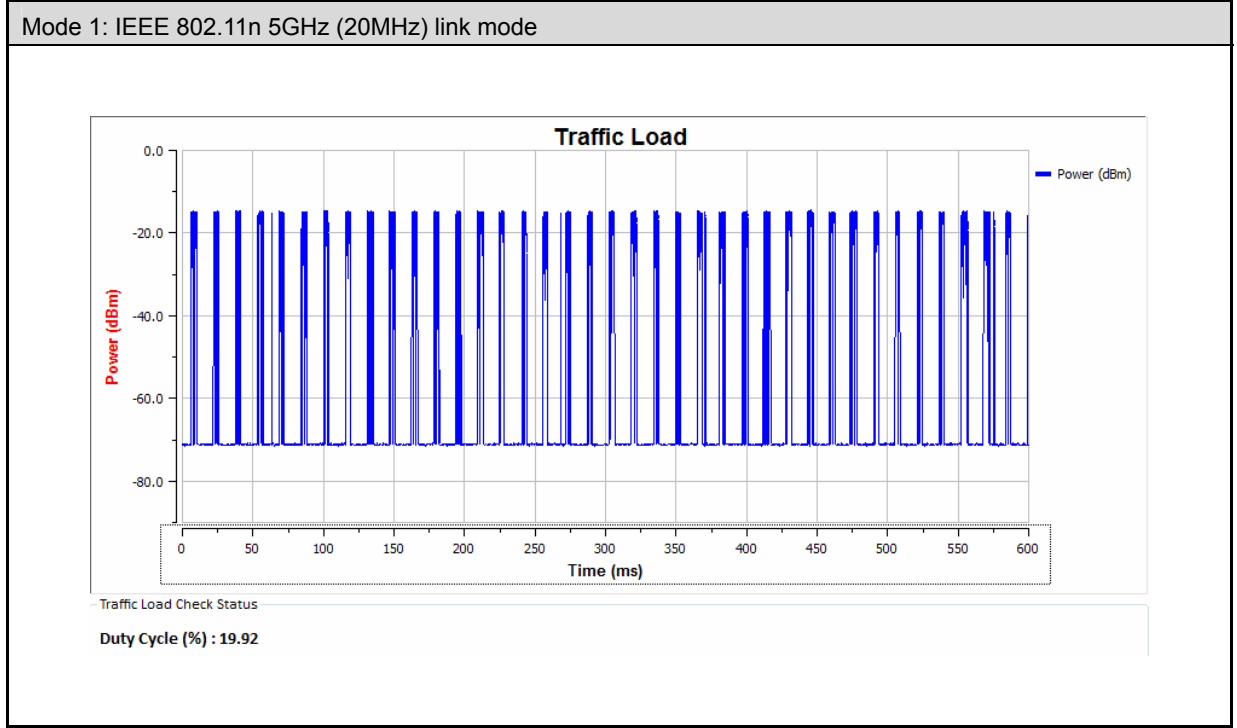 Mode 1: IEEE 802.11n 5GHz (20MHz) link mode
Traffic Load
0.0
-20.0
-40.0
-60.0
-80.0
Power (dBm)
Power (dBm)
0 50 100 150 200 250 300 350 400 450 500 550 600
Time (ms)
Traffic Load Check Status
Duty Cycle (%) : 19.92